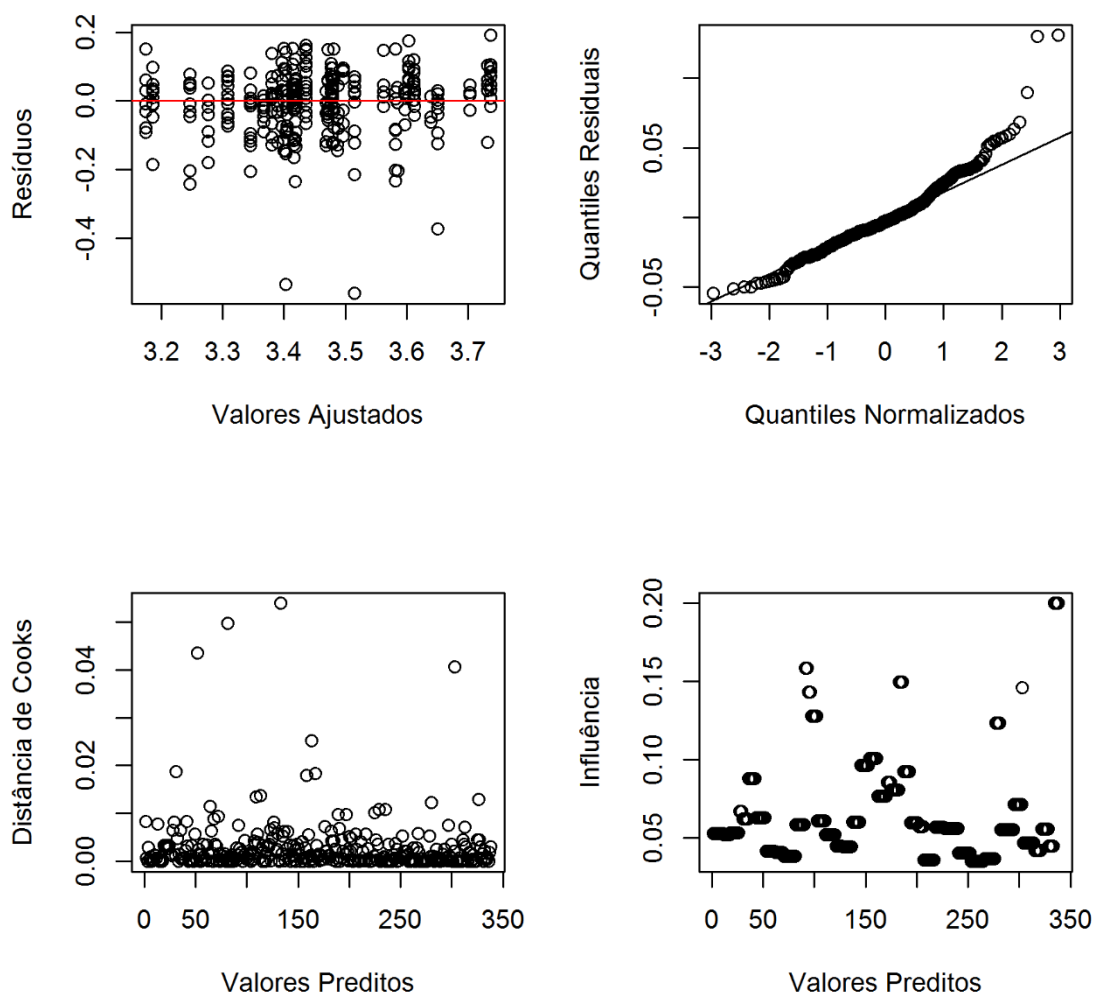 0.2
0.0
-0.2
-0.4
Resíduos
3.2 3.3 3.4 3.5 3.6 3.7
Valores Ajustados
0.05
-0.05
Quantiles Residuais
-3 -2 -1 0 1 2 3
Quantiles Normalizados
0.04
0.02
0.00
Distância de Cooks
0 50 150 250 350
Valores Preditos
0.20
0.15
0.10
0.05
Influência
0 50 150 250 350
Valores Preditos